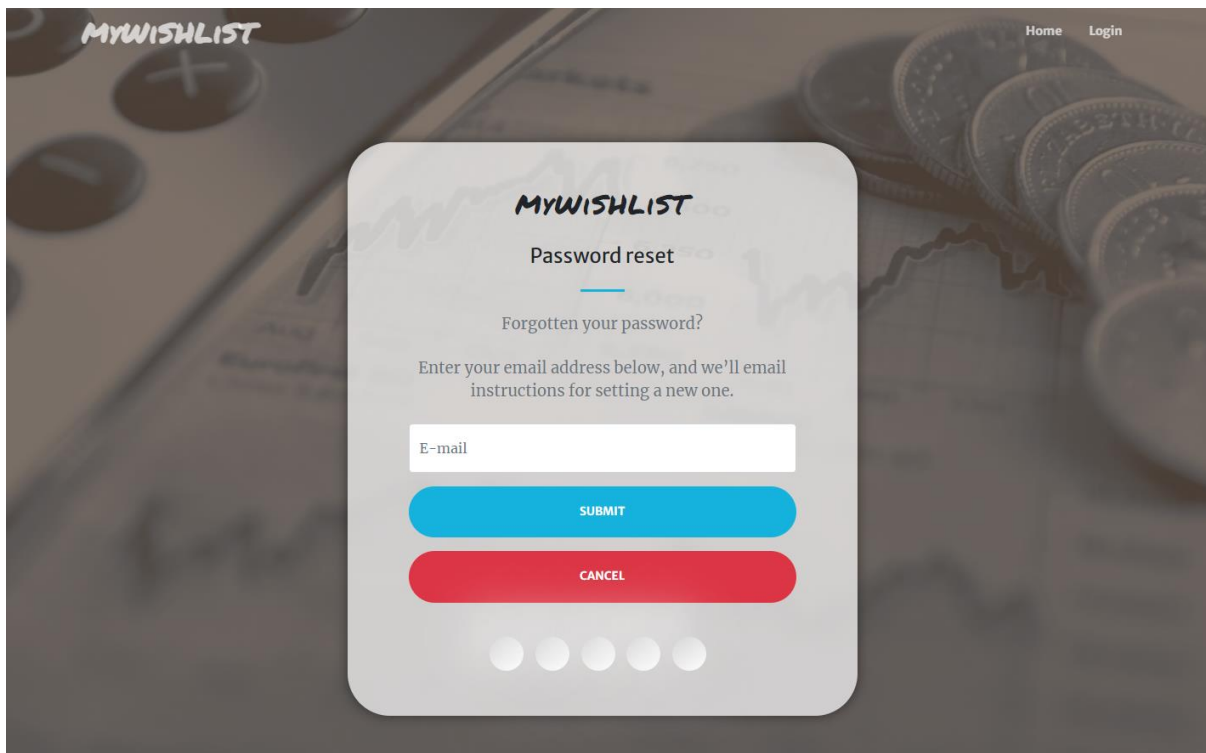 MYWISHLIST
Home
Login
MYWISHLIST
Password reset
Forgotten your password?
Enter your email address below, and we’ll email
instructions for setting a new one.
E-mail
SUBMIT
CANCEL